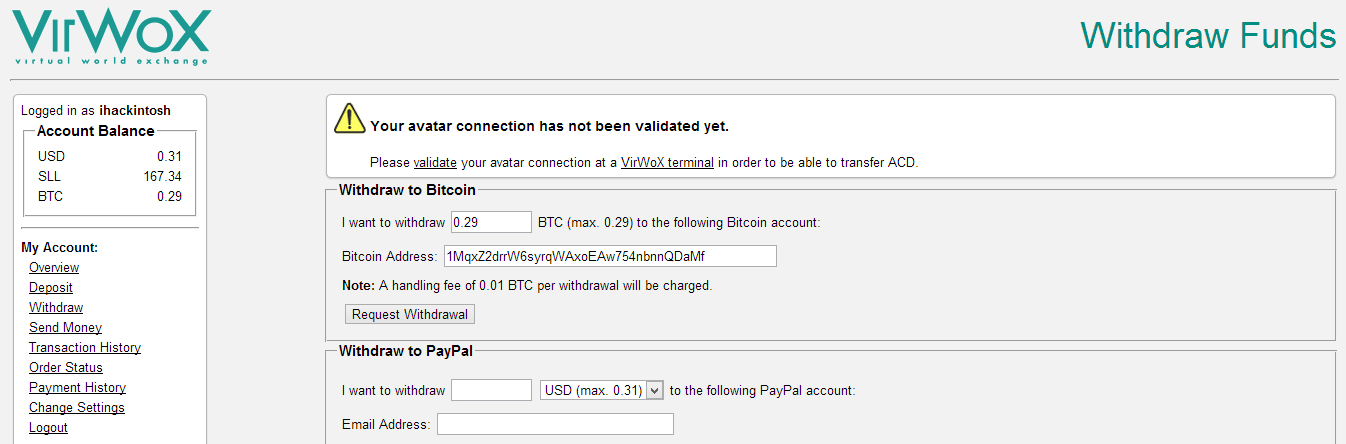 VirWoX
virtual world exchange
Withdraw Funds
Logged in as ihackintosh
Account Balance
USD 0.31
SLL 167.34
BTC 0.29
My Account:
Overview
Deposit
Withdraw
Send Money
Transaction History
Order Status
Payment History
Change Settings
Logout
Your avatar connection has not been validated yet.
Please validate your avatar connection at a VirWoX terminal in order to be able to transfer ACD.
Withdraw to Bitcoin
I want to withdraw 0.29 BTC (max. 0.29) to the following Bitcoin account:
Bitcoin Address: 1MqxZ2drrW6syrqWAxoEAw754nbnnQDaMf
Note: A handling fee of 0.01 BTC per withdrawal will be charged.
Request Withdrawal
Withdraw to PayPal
I want to withdraw USD (max. 0.31) to the following PayPal account:
Email Address: